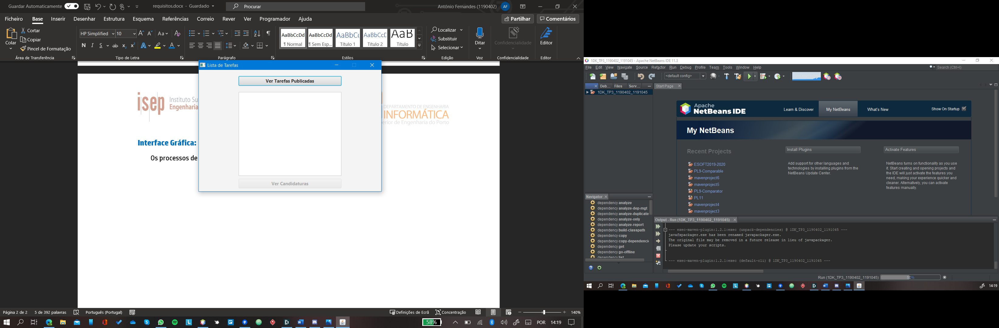 Guardar Automaticamente
requisitos.docx - Guardado
Procurar
António Fernandes (1190402)
AF
Ficheiro Base Inserir Desenhar Estrutura Esquema Referências Correio Rever Ver Programador Ajuda
Partilhar
Comentários
Colar
Cortar
Copiar
Pincel de Formatação
Área de Transferência
HP Simplified
10
Tipo de Letra
Parágrafo
AaBbCcDd
¶ Normal
AaBbCcDd
¶ Sem Esp...
AaBbC
Título 1
AaBbCcE
Título 2
AaB
Título
Estilos
Localizar
Substituir
Selecionar
Edição
Ditar
Voz
Confidencialidade
Confidencialidade
Editor
Editor
isep
Instituto Su
Engenharia
DEPARTAMENTO DE ENGENHARIA
INFORMÁTICA
erior de Engenharia do Porto
Interface Gráfica:
Os processos de
Lista de Tarefas
Ver Tarefas Publicadas
Ver Candidaturas
Página 2 de 2
5 de 392 palavras
Português (Portugal)
Definições de Ecrã
Concentração
140%
58%
POR
14:19
1DK_TP3_1190402_1191045 - Apache NetBeans IDE 11.3
File Edit View Navigate Source Refactor Run Debug Profile Team Tools Window Help
Search (Ctrl+I)
<default config>
Deb... Files Serv...
1DK_TP3_1190402_1191045
Start Page
Apache
NetBeans IDE
Learn & Discover
My NetBeans
What's New
Show On Startup
My NetBeans
Recent Projects
ESOFT2019-2020
PL9-Comparable
mavenproject6
mavenproject5
PL9-Comparator
PL11
mavenproject4
mavenproject3
Install Plugins
Add support for other languages and
technologies by installing plugins from the
NetBeans Update Center.
Activate Features
NetBeans turns on functionality as you use
it. Start creating and opening projects and
the IDE will just activate the features you
need, making your experience quicker and
cleaner. Alternatively, you can activate
features manually.
Navigator
dependency analyze
dependency analyze-dep-mgt
dependency analyze-duplicate
dependency analyze-only
dependency analyze-report
dependency build-classpath
dependency copy
dependency copy-dependenci
dependency get
dependency go-offline
dependency list
Output - Run (1DK_TP3_1190402_1191045)
--- exec-maven-plugin:1.2.1:exec (unpack-dependencies) @ 1DK_TP3_1190402_1191045 ---
javafxpackager.exe has been renamed javapackager.exe.
The original file may be removed in a future release in lieu of javapackager.
Please update your scripts.
--- exec-maven-plugin:1.2.1:exec (default-cli) @ 1DK_TP3_1190402_1191045 ---
Run (1DK_TP3_1190402_1191045)
50%
14:19